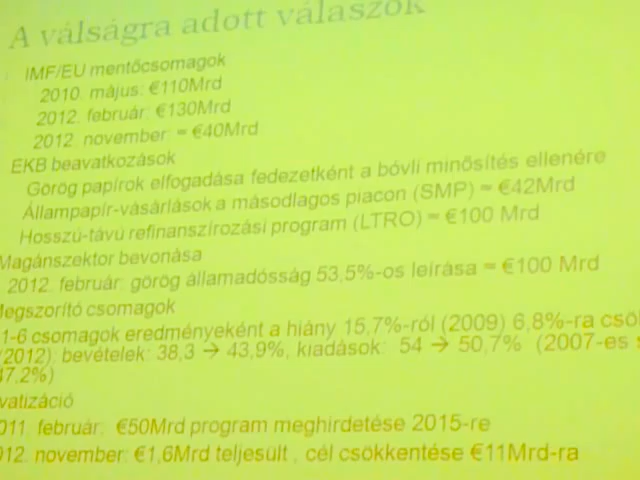 A válságra adott válaszok
IMF/EU mentőcsomagok
2010. május: €110Mrd
2012. február: €130Mrd
2012. november: = €40Mrd
EKB beavatkozások
Görög papírok elfogadása fedezetként a bóvli minősítés ellenére
Állampapír-vásárlások a másodlagos piacon (SMP) ≈ €42Mrd
Hosszú-távú refinanszírozási program (LTRO) ≈ €100 Mrd
Magánszektor bevonása
2012. február: görög államadósság 53,5%-os leírása ≈ €100 Mrd
Megszorító csomagok
1-6 csomagok eredményeként a hiány 15,7%-ról (2009) 6,8%-ra csö
(2012) bevételek: 38,3 → 43,9%, kiadások: 54 → 50,7% (2007-es s
47,2%)
vatizáció
011. február: €50Mrd program meghirdetése 2015-re
012. november: €1,6Mrd teljesült , cél csökkentése €11Mrd-ra